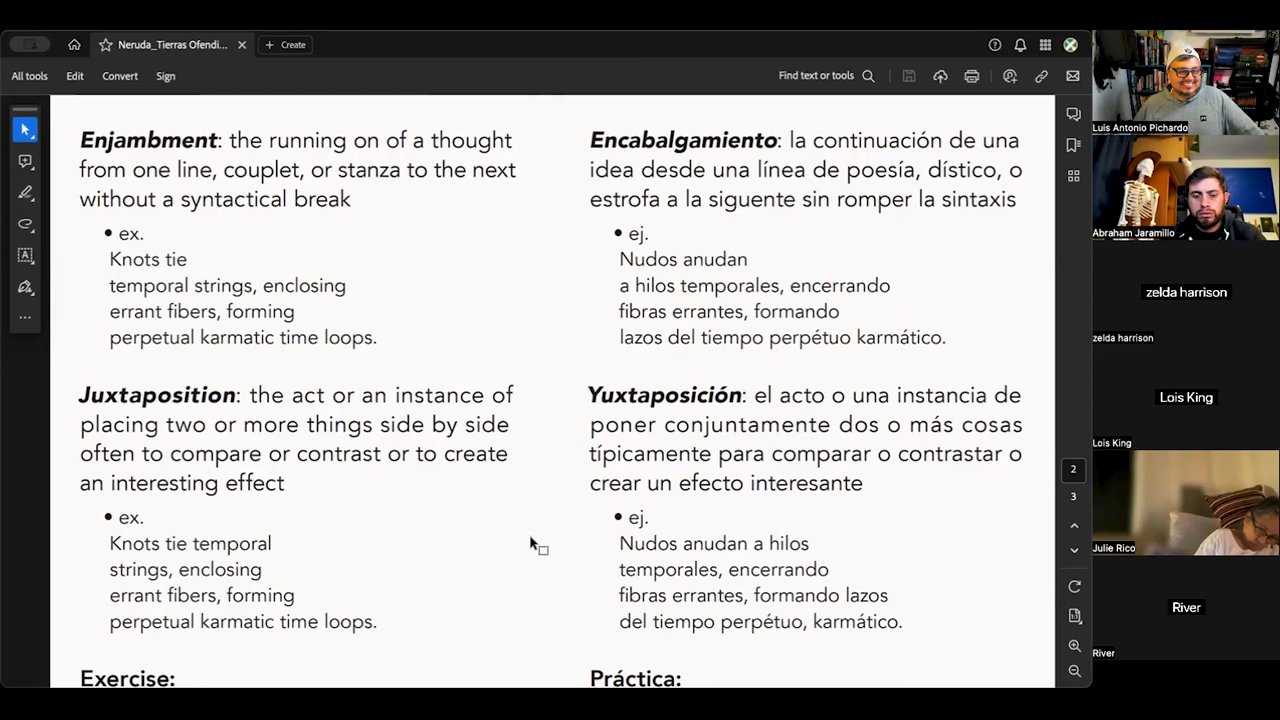 Neruda_Tierras Ofendi...
Create
All tools
Edit
Convert
Sign
Find text or tools
Enjambment: the running on of a thought
from one line, couplet, or stanza to the next
without a syntactical break
• ex.
Knots tie
temporal strings, enclosing
errant fibers, forming
perpetual karmatic time loops.
Juxtaposition: the act or an instance of
placing two or more things side by side
often to compare or contrast or to create
an interesting effect
• ex.
Knots tie temporal
strings, enclosing
errant fibers, forming
perpetual karmatic time loops.
Exercise:
Encabalgamiento: la continuación de una
idea desde una línea de poesía, dístico, o
estrofa a la siguente sin romper la sintaxis
• ej.
Nudos anudan
a hilos temporales, encerrando
fibras errantes, formando
lazos del tiempo perpétuo karmático.
Yuxtaposición: el acto o una instancia de
poner conjuntamente dos o más cosas
típicamente para comparar o contrastar o
crear un efecto interesante
• ej.
Nudos anudan a hilos
temporales, encerrando
fibras errantes, formando lazos
del tiempo perpétuo, karmático.
Práctica:
2
3
Luis Antonio Pichardo
Abraham Jaramillo
zelda harrison
zelda harrison
Lois King
Lois King
Julie Rico
River
River